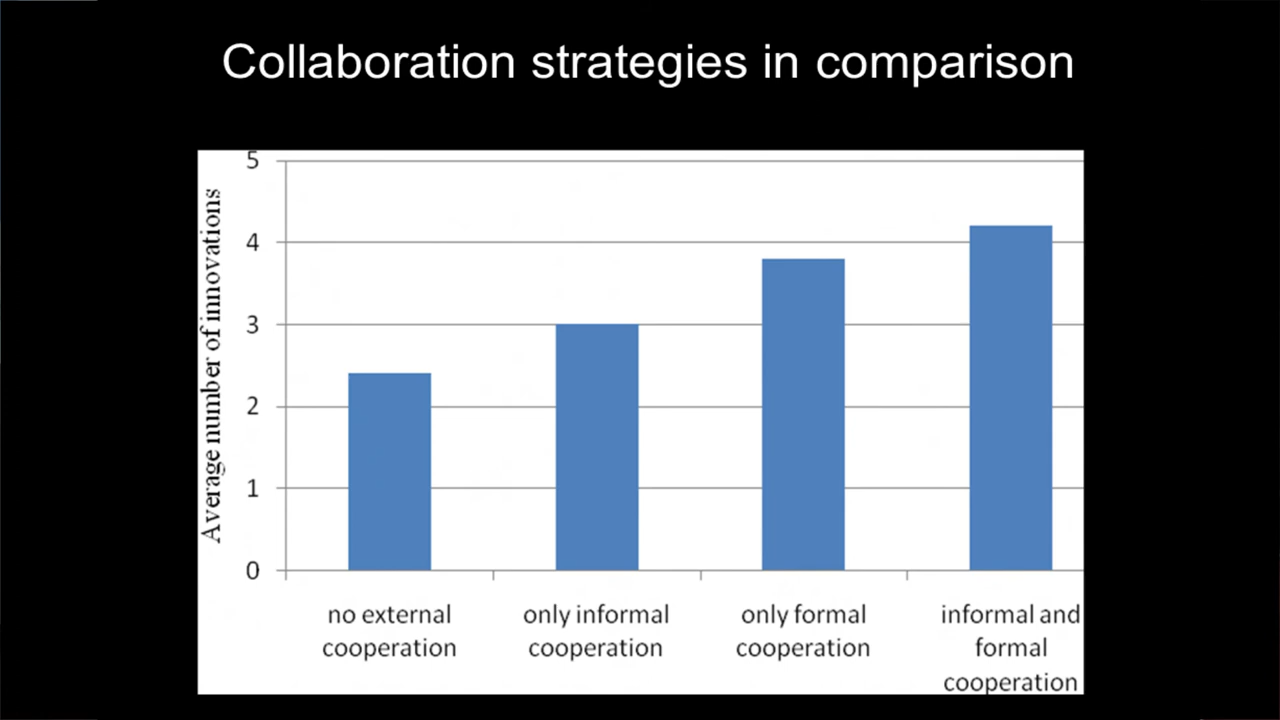 Collaboration strategies in comparison
Average number of innovations
5
4
3
2
1
0
no external
cooperation
only informal
cooperation
only formal
cooperation
informal and
formal
cooperation